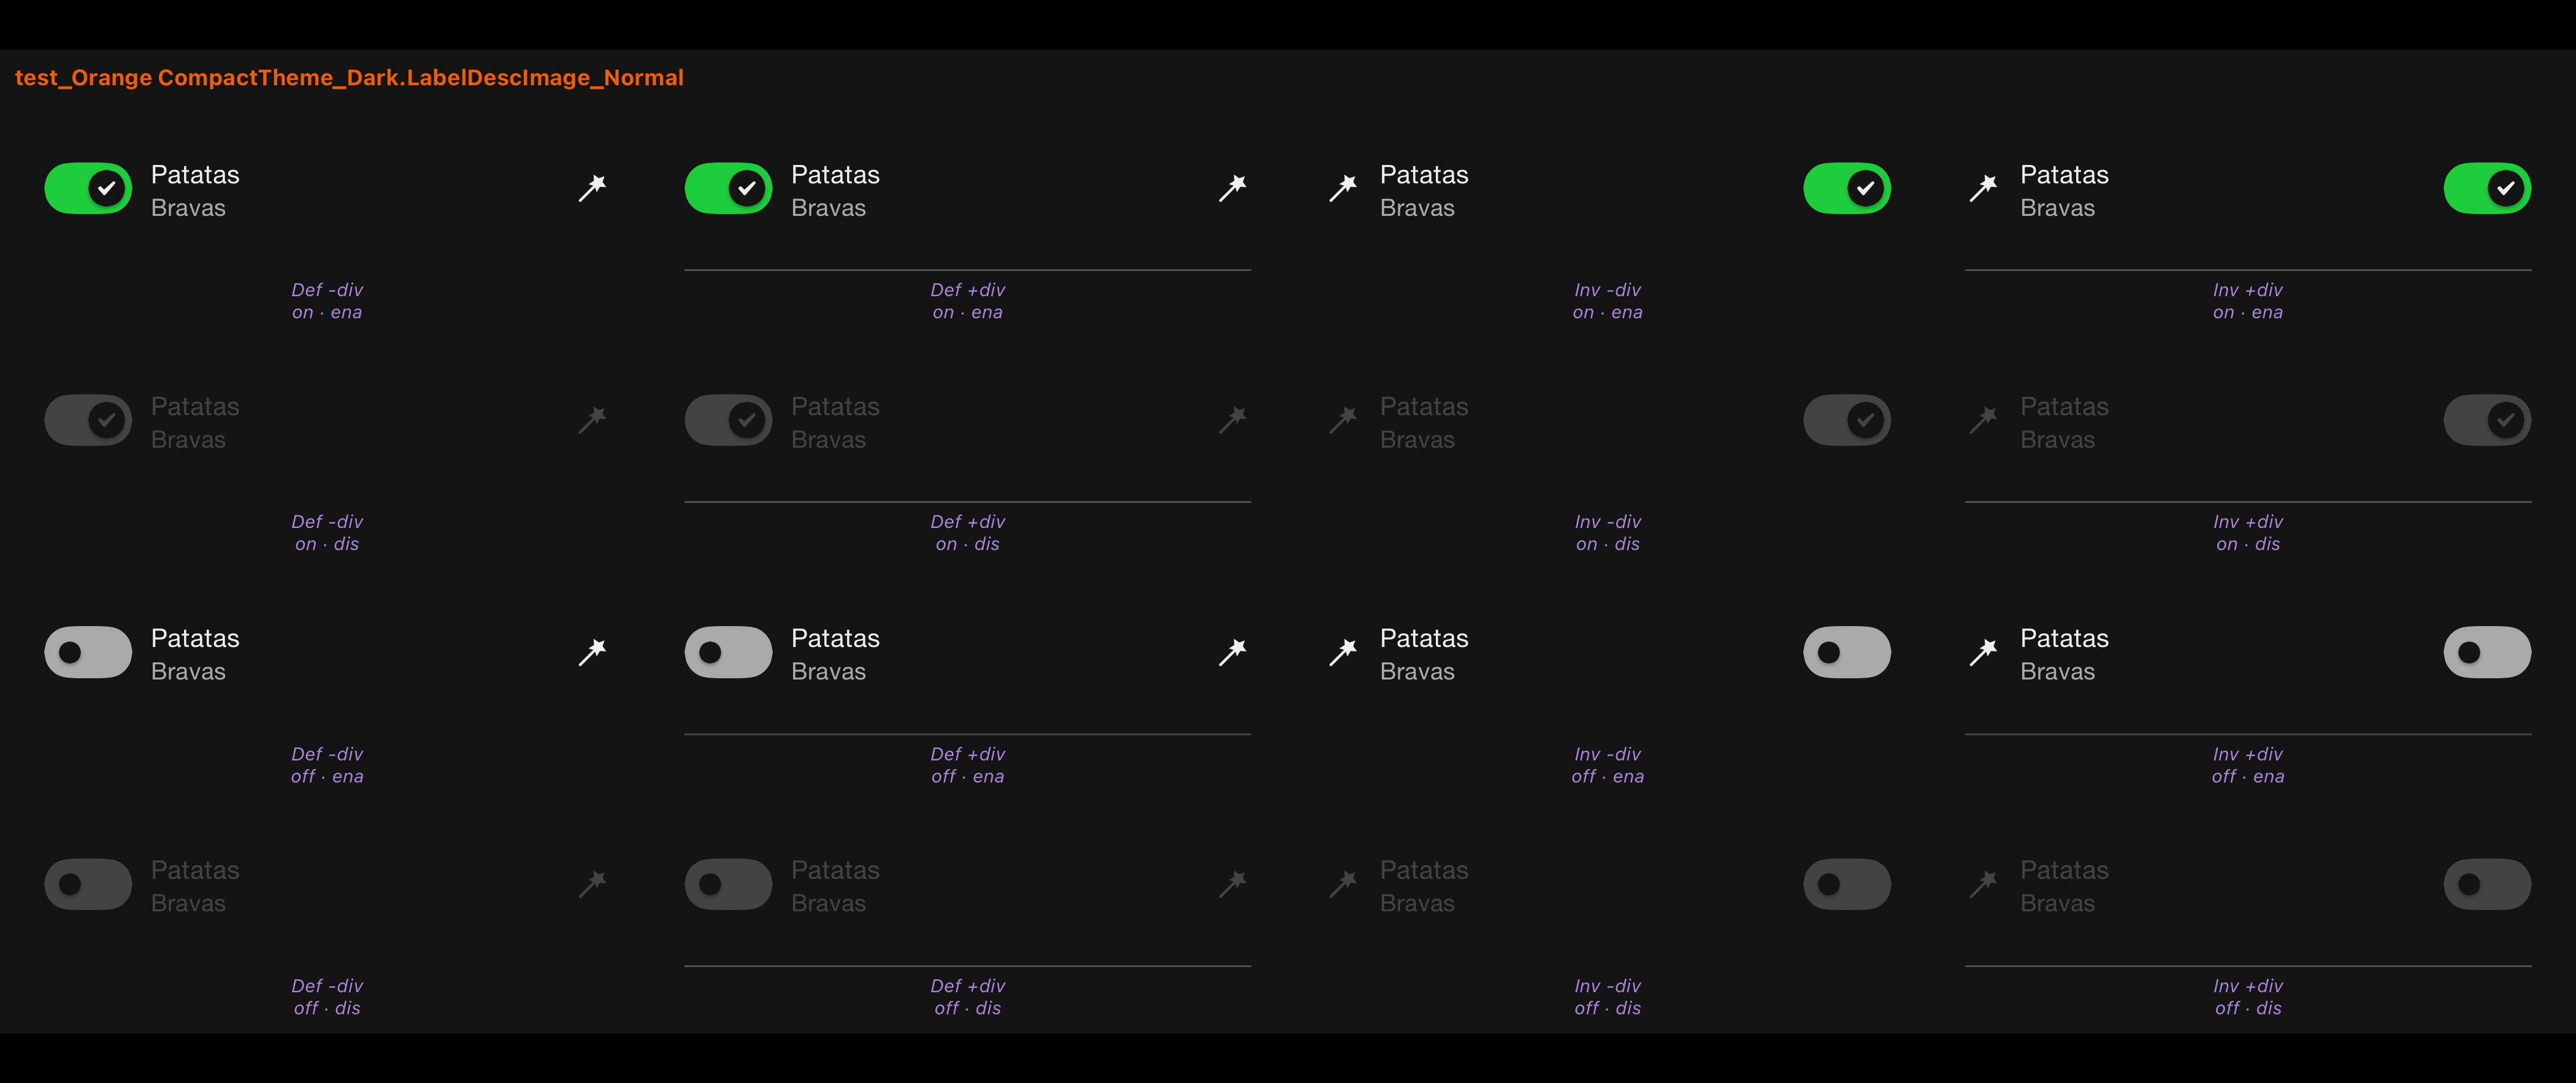 test_Orange CompactTheme_Dark.LabelDescImage_Normal
Patatas
Bravas
Def -div
on · ena
Patatas
Bravas
Def +div
on · ena
Patatas
Bravas
Inv -div
on · ena
Patatas
Bravas
Inv +div
on · ena
Patatas
Bravas
Def -div
on · dis
Patatas
Bravas
Def +div
on · dis
Patatas
Bravas
Inv -div
on · dis
Patatas
Bravas
Inv +div
on · dis
Patatas
Bravas
Def -div
off · ena
Patatas
Bravas
Def +div
off · ena
Patatas
Bravas
Inv -div
off · ena
Patatas
Bravas
Inv +div
off · ena
Patatas
Bravas
Def -div
off · dis
Patatas
Bravas
Def +div
off · dis
Patatas
Bravas
Inv -div
off · dis
Patatas
Bravas
Inv +div
off · dis